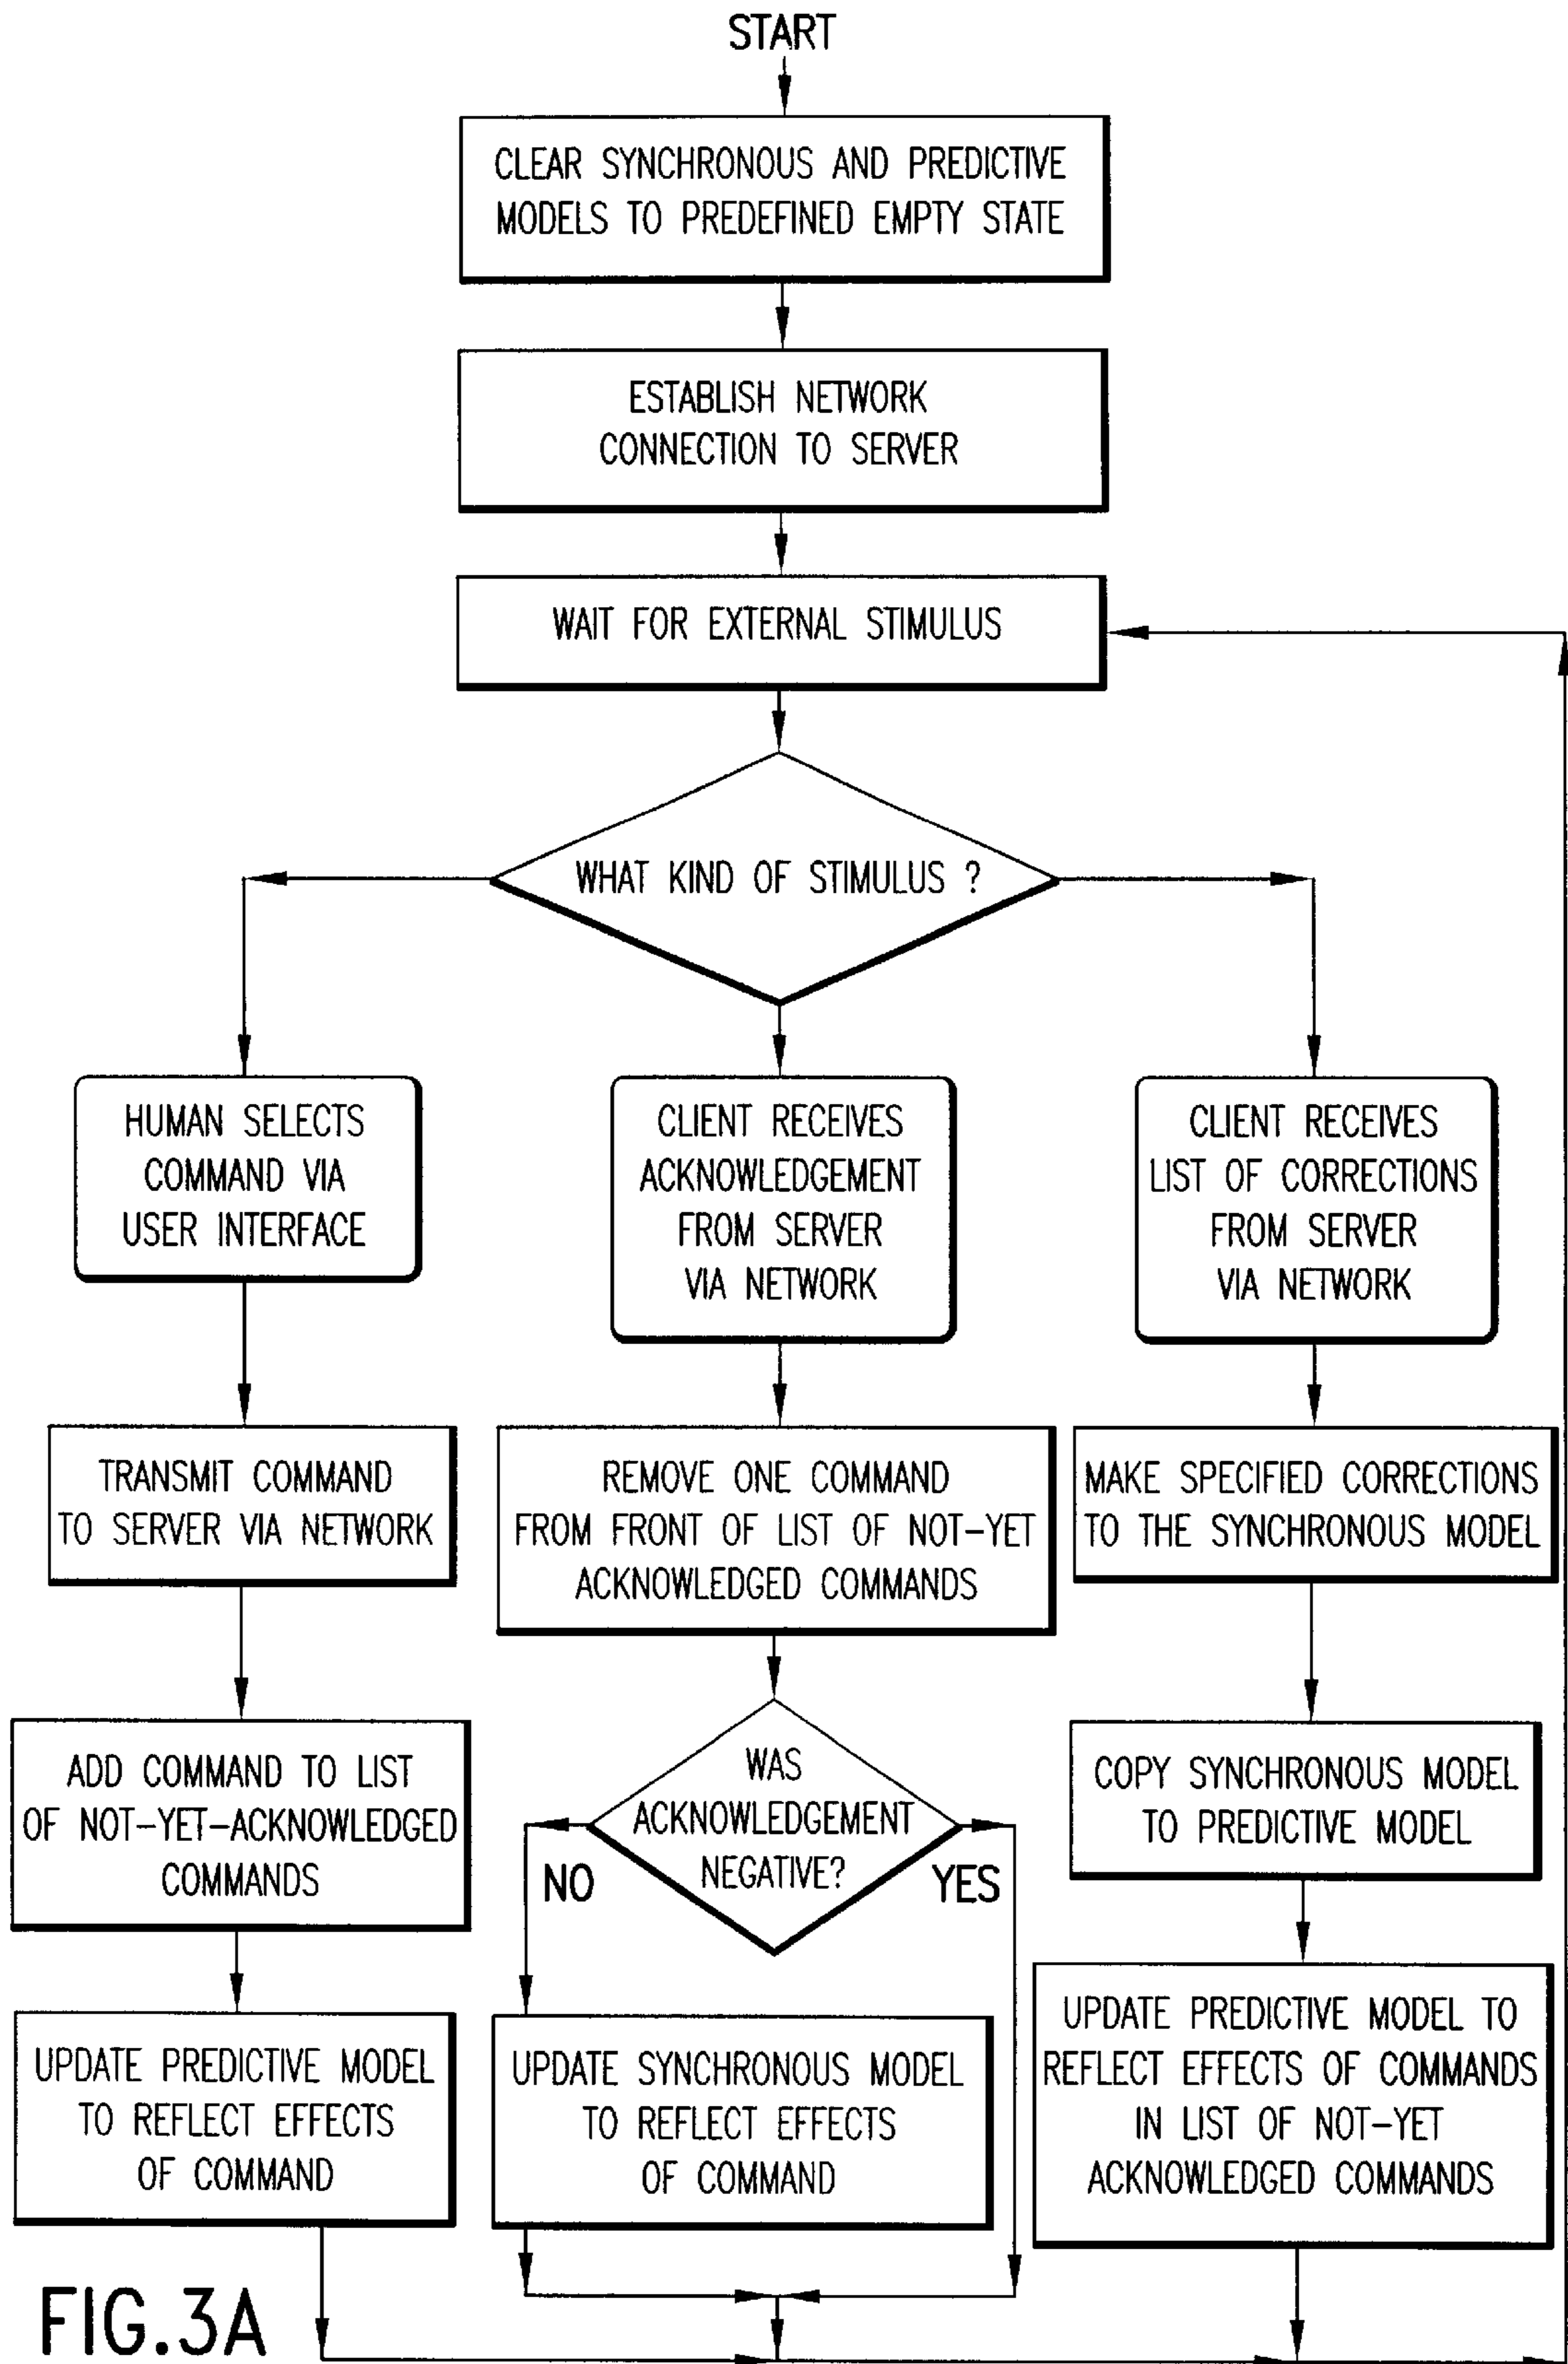 START
CLEAR SYNCHRONOUS AND PREDICTIVE
MODELS TO PREDEFINED EMPTY STATE
ESTABLISH NETWORK
CONNECTION TO SERVER
WAIT FOR EXTERNAL STIMULUS
WHAT KIND OF STIMULUS ?
HUMAN SELECTS
COMMAND VIA
USER INTERFACE
CLIENT RECEIVES
ACKNOWLEDGEMENT
FROM SERVER
VIA NETWORK
CLIENT RECEIVES
LIST OF CORRECTIONS
FROM SERVER
VIA NETWORK
TRANSMIT COMMAND
TO SERVER VIA NETWORK
REMOVE ONE COMMAND
FROM FRONT OF LIST OF NOT-YET
ACKNOWLEDGED COMMANDS
MAKE SPECIFIED CORRECTIONS
TO THE SYNCHRONOUS MODEL
ADD COMMAND TO LIST
OF NOT-YET-ACKNOWLEDGED
COMMANDS
WAS
ACKNOWLEDGEMENT
NEGATIVE?
NO
YES
COPY SYNCHRONOUS MODEL
TO PREDICTIVE MODEL
UPDATE PREDICTIVE MODEL
TO REFLECT EFFECTS
OF COMMAND
UPDATE SYNCHRONOUS MODEL
TO REFLECT EFFECTS
OF COMMAND
UPDATE PREDICTIVE MODEL TO
REFLECT EFFECTS OF COMMANDS
IN LIST OF NOT-YET
ACKNOWLEDGED COMMANDS
FIG.3A